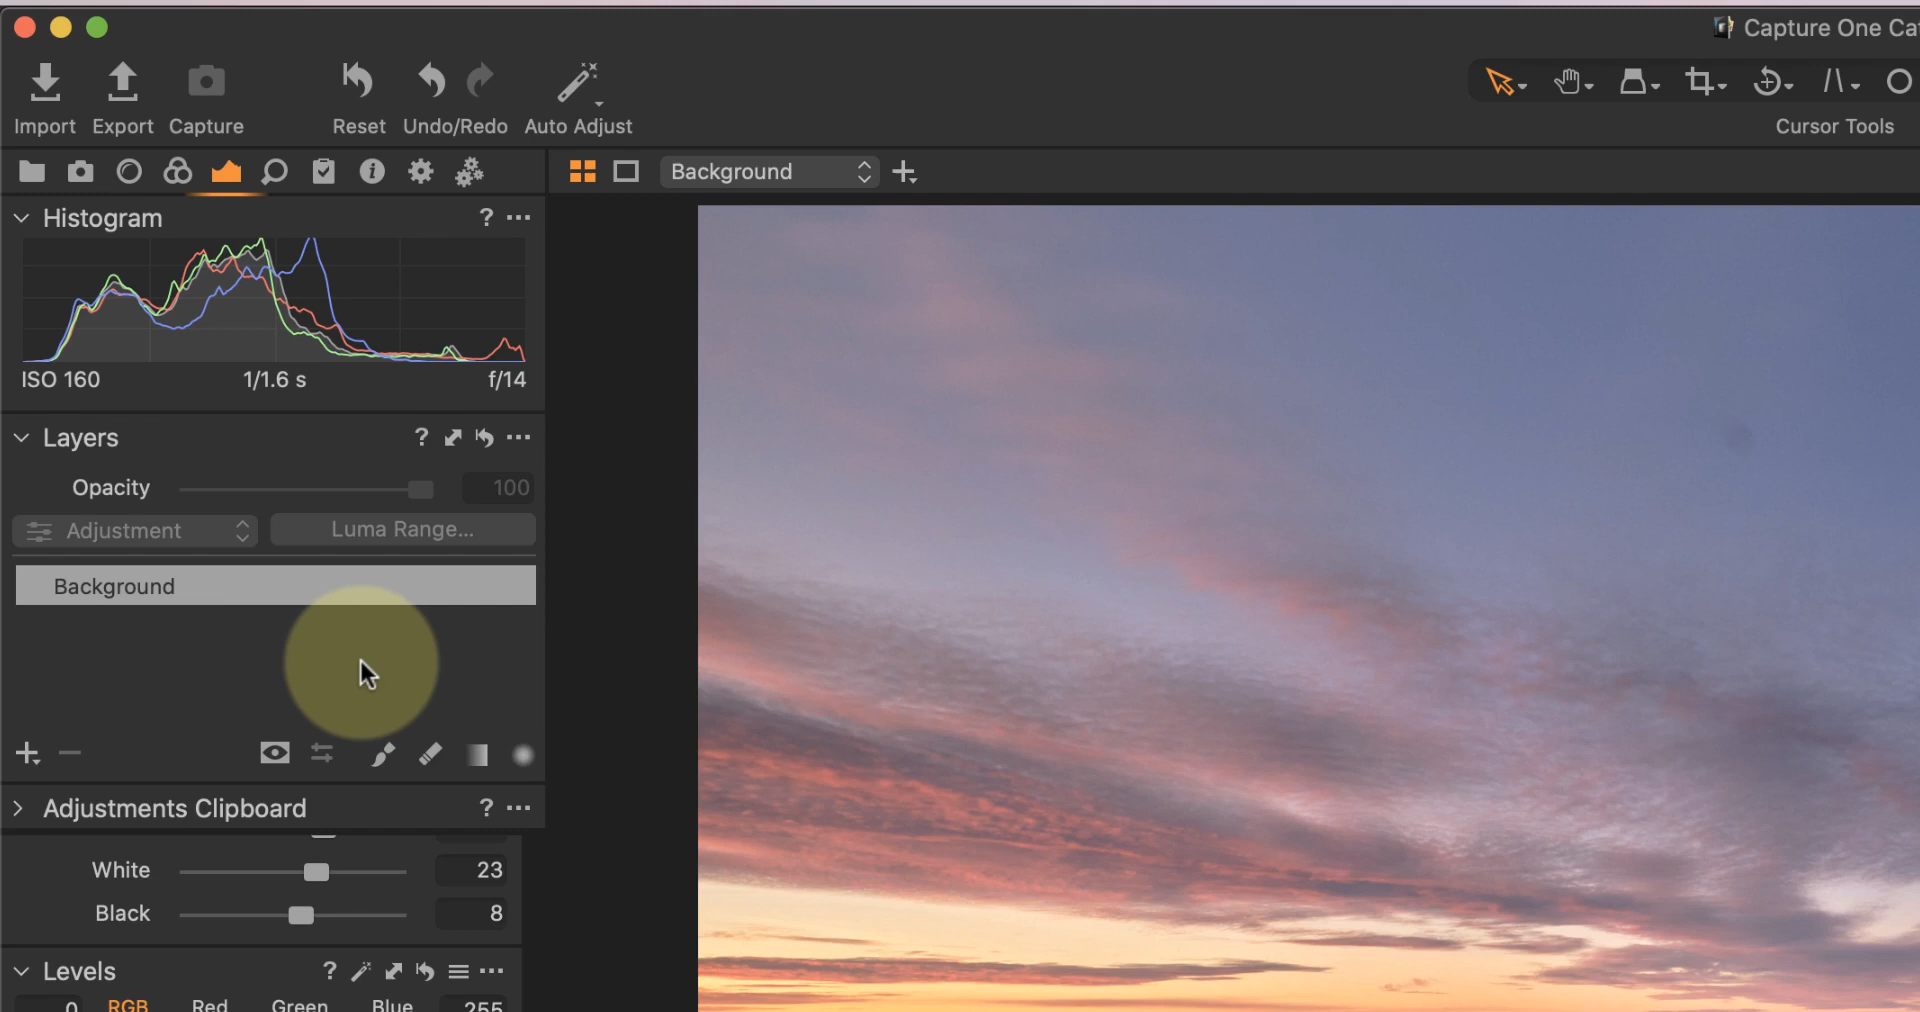 Capture One Cat
Import Export Capture Reset Undo/Redo Auto Adjust
Cursor Tools
Background
Histogram ?
ISO 160 1/1.6 s f/14
Layers ?
Opacity 100
Adjustment Luma Range...
Background
Adjustments Clipboard ?
White 23
Black 8
Levels ?
0 RGB Red Green Blue 255